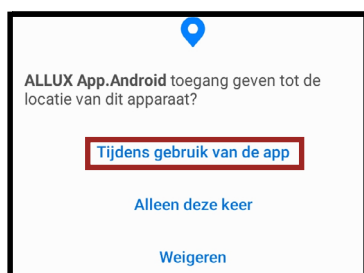 ALLUX App.Android toegang geven tot de
locatie van dit apparaat?
Tijdens gebruik van de app
Alleen deze keer
Weigeren